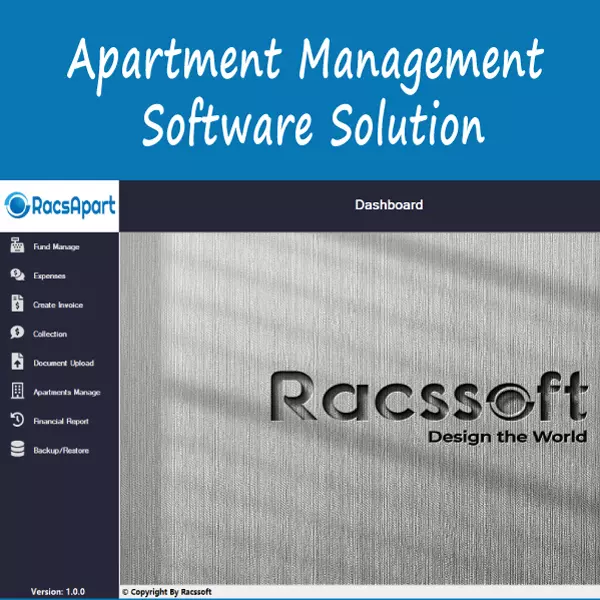 Apartment Management
Software Solution
RacsApart
Dashboard
Fund Manage
Expenses
Create Invoice
Collection
Document Upload
Apartments Manage
Financial Report
Backup/Restore
Racssoft
Design the World
Version: 1.0.0
© Copyright By Racssoft